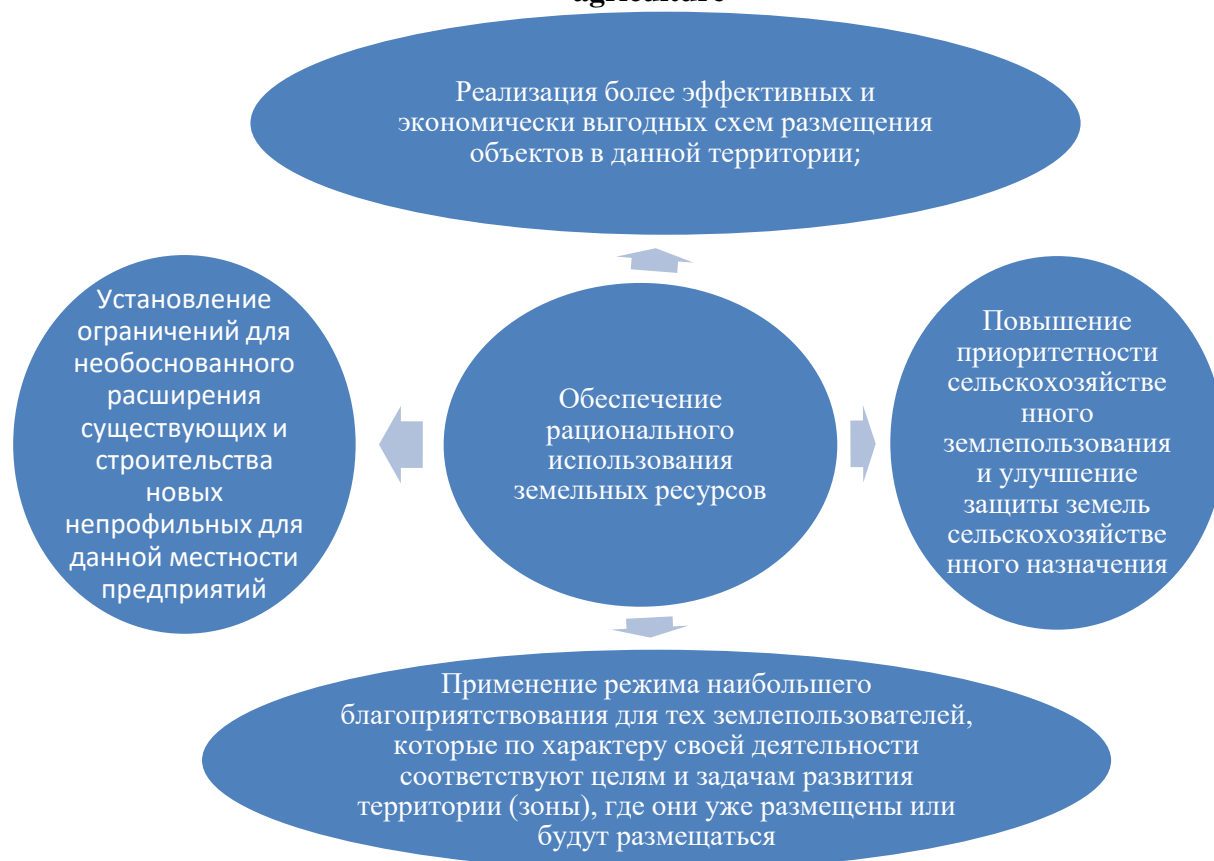 agriculture
Реализация более эффективных и
экономически выгодных схем размещения
объектов в данной территории;
Установление
ограничений для
необоснованного
расширения
существующих и
строительства
новых
непрофильных для
данной местности
предприятий
Обеспечение
рационального
использования
земельных ресурсов
Повышение
приоритетности
сельскохозяйстве
нного
землепользования
и улучшение
защиты земель
сельскохозяйстве
нного назначения
Применение режима наибольшего
благоприятствования для тех землепользователей,
которые по характеру своей деятельности
соответствуют целям и задачам развития
территории (зоны), где они уже размещены или
будут размещаться